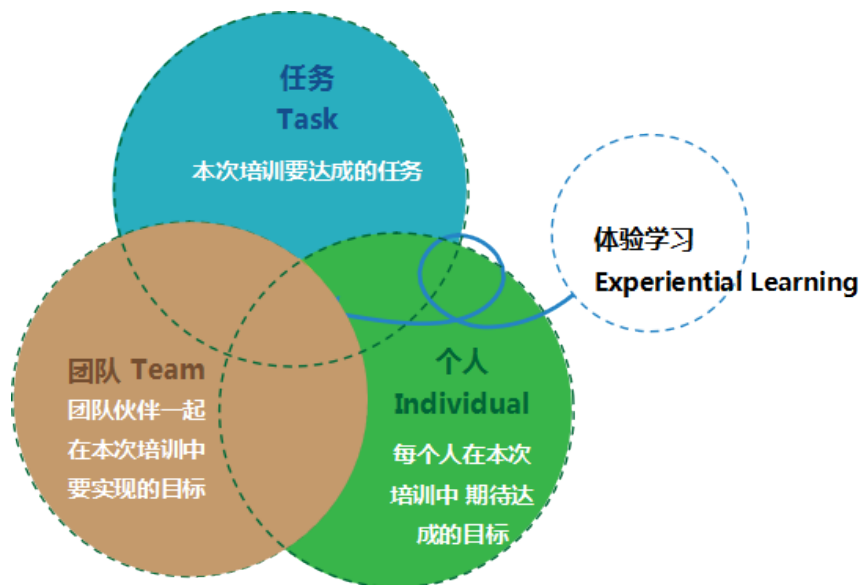 任务
Task
本次培训要达成的任务
体验学习
Experiential Learning
团队 Team
团队伙伴一起
在本次培训中
要实现的目标
个人
Individual
每个人在本次
培训中 期待达
成的目标